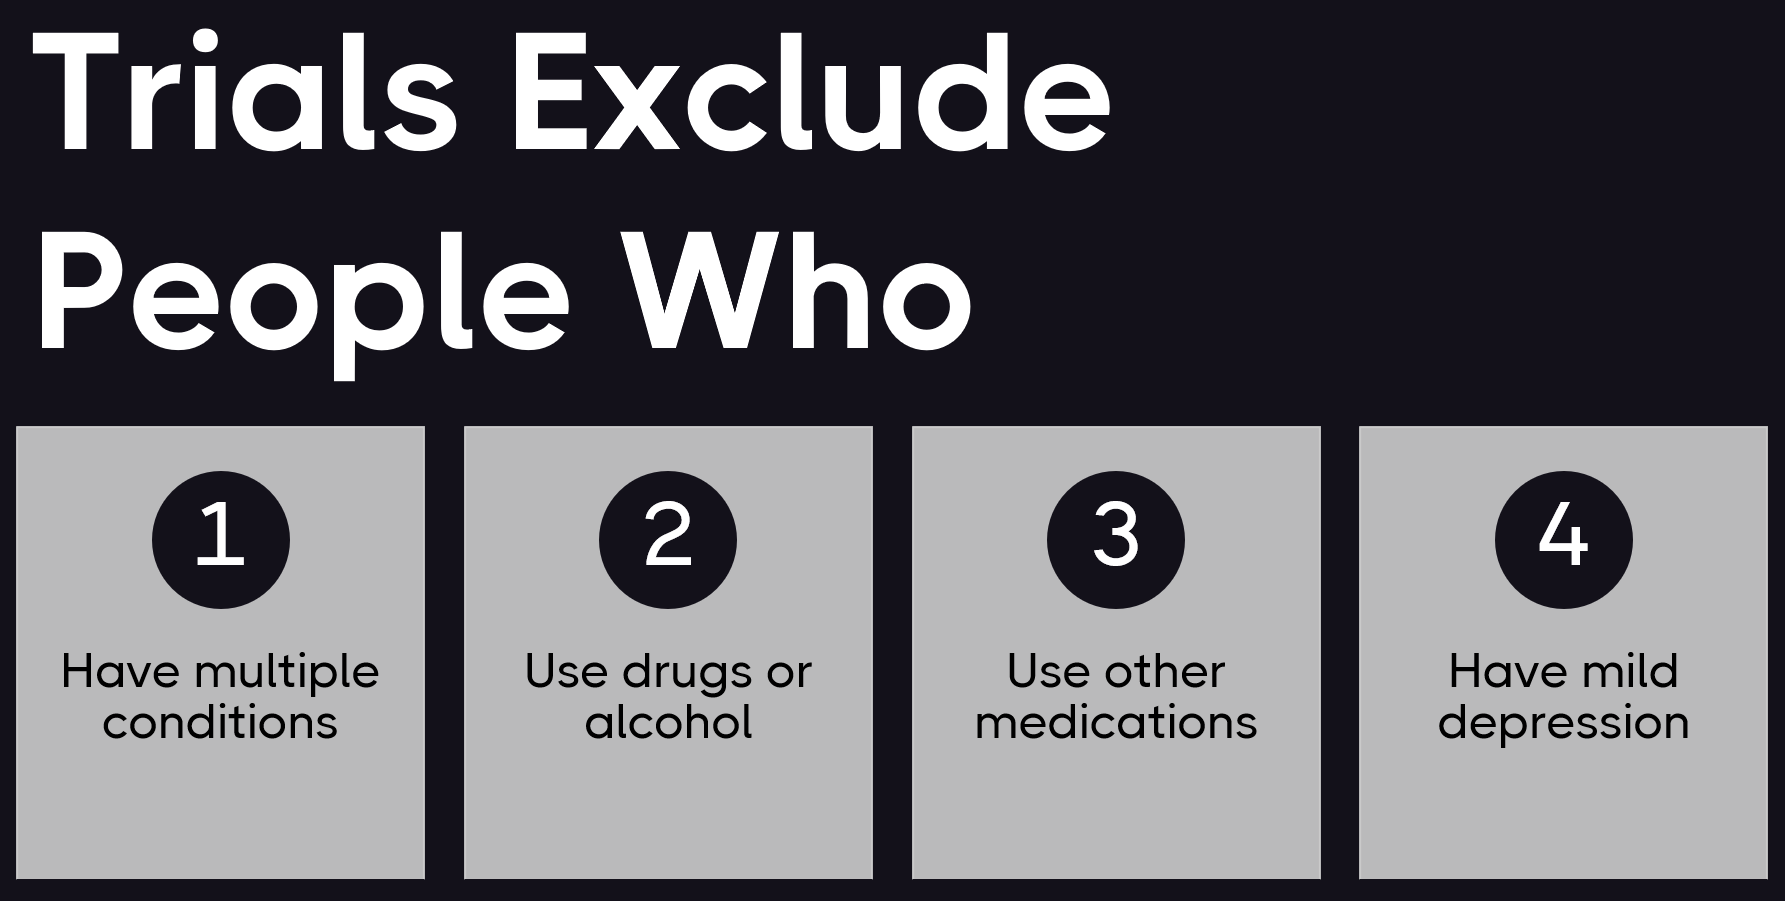 Trials Exclude
People Who
1
Have multiple
conditions
2
Use drugs or
alcohol
3
Use other
medications
4
Have mild
depression